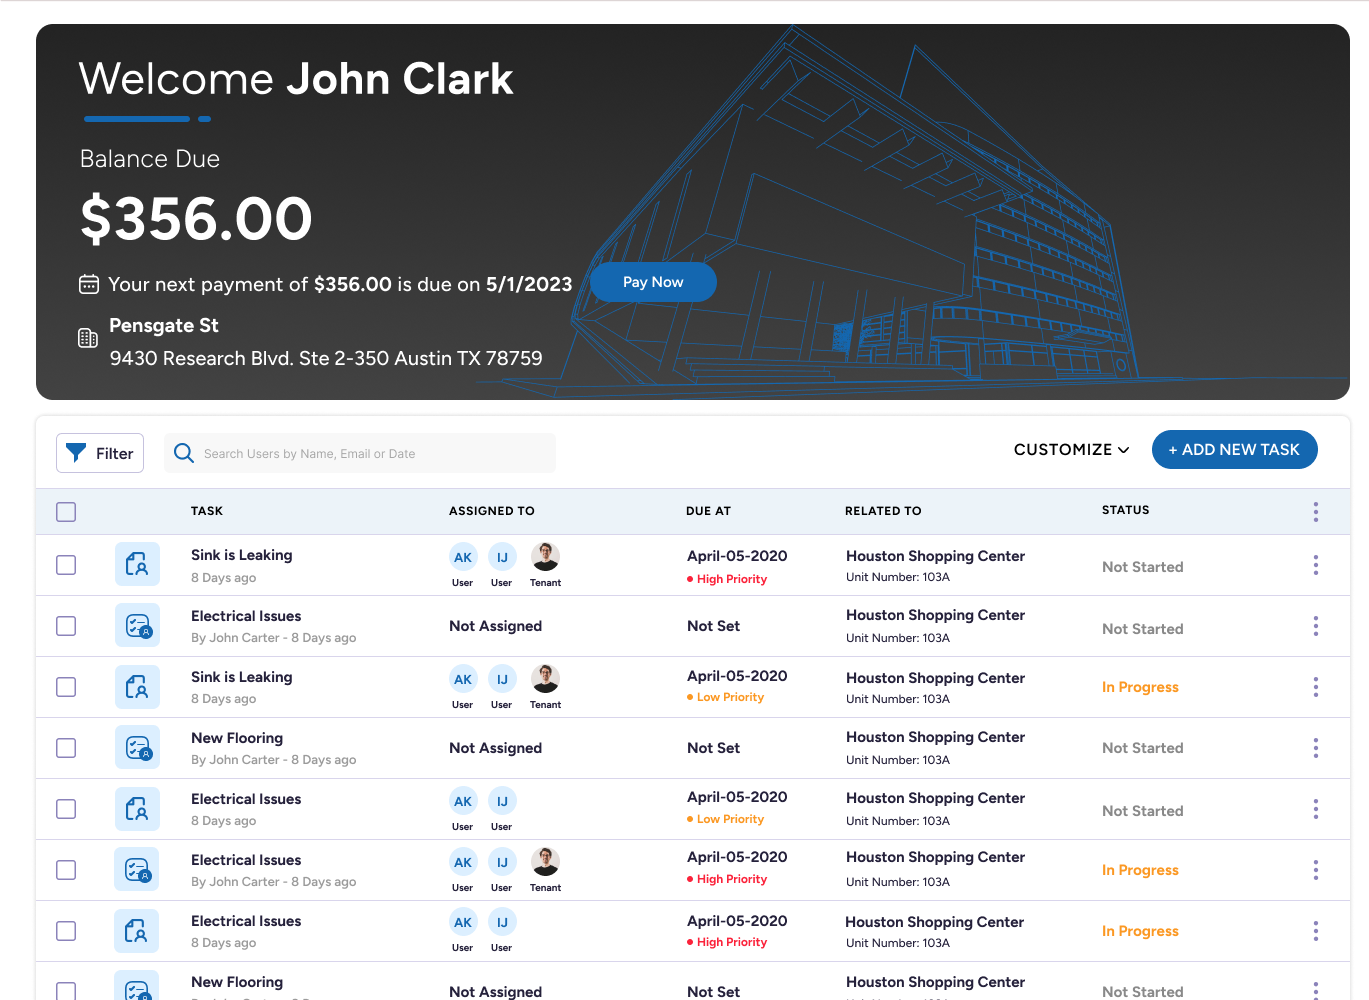 Welcome John Clark
Balance Due
$356.00
Your next payment of $356.00 is due on 5/1/2023
Pay Now
Pensgate St
9430 Research Blvd. Ste 2-350 Austin TX 78759
Filter
Search Users by Name, Email or Date
CUSTOMIZE
+ ADD NEW TASK
TASK ASSIGNED TO DUE AT RELATED TO STATUS
Sink is Leaking
8 Days ago
AK IJ
User User Tenant
April-05-2020
High Priority
Houston Shopping Center
Unit Number: 103A
Not Started
Electrical Issues
By John Carter - 8 Days ago
Not Assigned
Not Set
Houston Shopping Center
Unit Number: 103A
Not Started
Sink is Leaking
8 Days ago
AK IJ
User User Tenant
April-05-2020
Low Priority
Houston Shopping Center
Unit Number: 103A
In Progress
New Flooring
By John Carter - 8 Days ago
Not Assigned
Not Set
Houston Shopping Center
Unit Number: 103A
Not Started
Electrical Issues
8 Days ago
AK IJ
User User
April-05-2020
Low Priority
Houston Shopping Center
Unit Number: 103A
Not Started
Electrical Issues
By John Carter - 8 Days ago
AK IJ
User User Tenant
April-05-2020
High Priority
Houston Shopping Center
Unit Number: 103A
In Progress
Electrical Issues
8 Days ago
AK IJ
User User
April-05-2020
High Priority
Houston Shopping Center
Unit Number: 103A
In Progress
New Flooring
Not Assigned
Not Set
Houston Shopping Center
Not Started